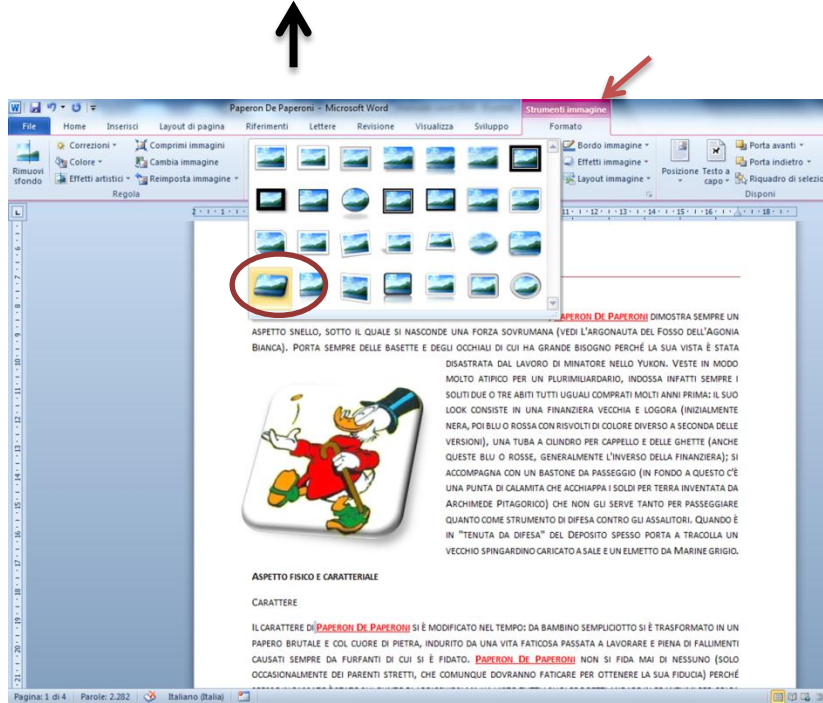 Paperon De Paperoni - Microsoft Word
Strumenti immagine
File Home Inserisci Layout di pagina Riferimenti Lettere Revisione Visualizza Sviluppo Formato
Rimuovi sfondo
Correzioni
Colore
Effetti artistici
Comprimi immagini
Cambia immagine
Reimposta immagine
Regola
Bordo immagine
Effetti immagine
Layout immagine
Posizione
Testo a capo
Porta avanti
Porta indietro
Riquadro di selezio
Disponi
PAPERON DE PAPERONI DIMOSTRA SEMPRE UN
ASPETTO SNELLO, SOTTO IL QUALE SI NASCONDE UNA FORZA SOVRUMANA (VEDI L'ARGONAUTA DEL FOSSO DELL'AGONIA
BIANCA). PORTA SEMPRE DELLE BASETTE E DEGLI OCCHIALI DI CUI HA GRANDE BISOGNO PERCHÉ LA SUA VISTA È STATA
DISASTRATA DAL LAVORO DI MINATORE NELLO YUKON. VESTE IN MODO
MOLTO ATIPICO PER UN PLURIMILIARDARIO, INDOSSA INFATTI SEMPRE I
SOLITI DUE O TRE ABITI TUTTI UGUALI COMPRATI MOLTI ANNI PRIMA: IL SUO
LOOK CONSISTE IN UNA FINANZIERA VECCHIA E LOGORA (INIZIALMENTE
NERA, POI BLU O ROSSA CON RISVOLTI DI COLORE DIVERSO A SECONDA DELLE
VERSIONI), UNA TUBA A CILINDRO PER CAPPELLO E DELLE GHETTE (ANCHE
QUESTE BLU O ROSSE, GENERALMENTE L'INVERSO DELLA FINANZIERA); SI
ACCOMPAGNA CON UN BASTONE DA PASSEGGIO (IN FONDO A QUESTO C'È
UNA PUNTA DI CALAMITA CHE ACCHIAPPA I SOLDI PER TERRA INVENTATA DA
ARCHIMEDE PITAGORICO) CHE NON GLI SERVE TANTO PER PASSEGGIARE
QUANTO COME STRUMENTO DI DIFESA CONTRO GLI ASSALITORI. QUANDO È
IN "TENUTA DA DIFESA" DEL DEPOSITO SPESSO PORTA A TRACOLLA UN
VECCHIO SPINGARDINO CARICATO A SALE E UN ELMETTO DA MARINE GRIGIO.
ASPETTO FISICO E CARATTERIALE
CARATTERE
IL CARATTERE DI PAPERON DE PAPERONI SI È MODIFICATO NEL TEMPO: DA BAMBINO SEMPLICIOTTO SI È TRASFORMATO IN UN
PAPERO BRUTALE E COL CUORE DI PIETRA, INDURITO DA UNA VITA FATICOSA PASSATA A LAVORARE E PIENA DI FALLIMENTI
CAUSATI SEMPRE DA FURFANTI DI CUI SI È FIDATO. PAPERON DE PAPERONI NON SI FIDA MAI DI NESSUNO (SOLO
OCCASIONALMENTE DEI PARENTI STRETTI, CHE COMUNQUE DOVRANNO FATICARE PER OTTENERE LA SUA FIDUCIA) PERCHÉ
Pagina: 1 di 4 Parole: 2.282 Italiano (Italia)